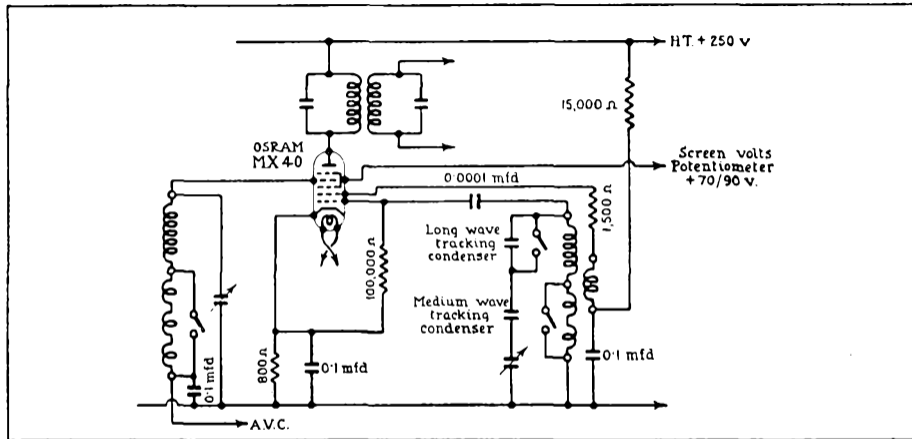 HT. + 250 v
15,000 Ω
OSRAM
MX 40
Screen volts
Potentiometer
+70/90 v.
0.0001 mfd
1,500 Ω
Long wave
tracking
condenser
100,000 Ω
Medium wave
tracking
condenser
800 Ω
0.1 mfd
0.1 mfd
0.1 mfd
A.V.C.